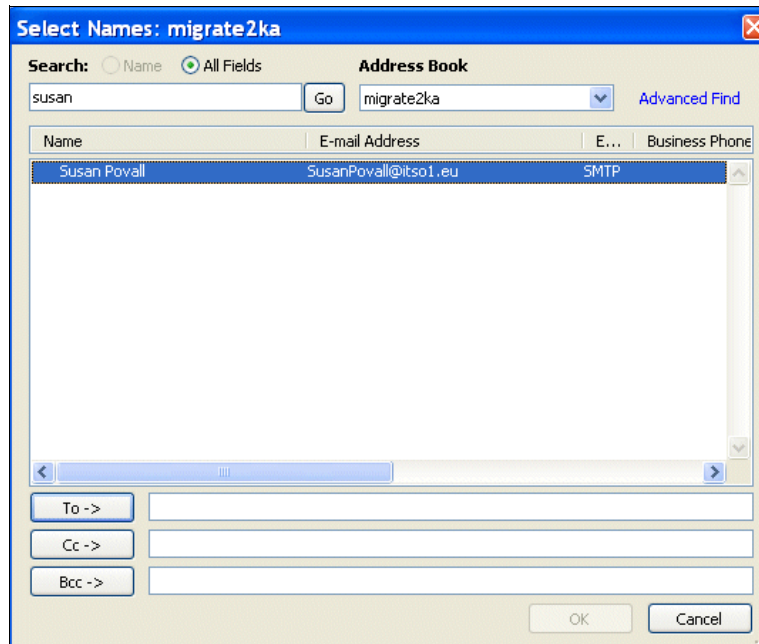 Select Names: migrate2ka
Search: Name All Fields Address Book
susan Go migrate2ka Advanced Find
Name E-mail Address E... Business Phone
Susan Povall SusanPovall@itso1.eu SMTP
To ->
Cc ->
Bcc ->
OK Cancel